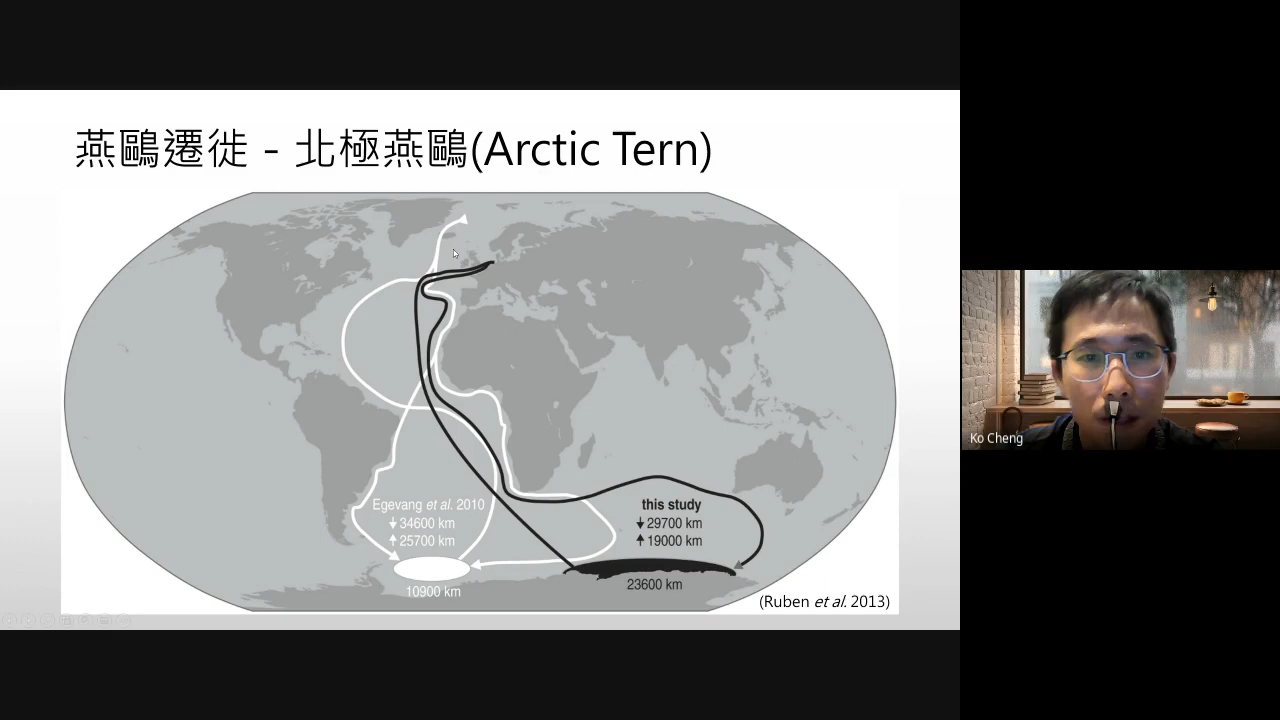 燕鷗遷徙 - 北極燕鷗(Arctic Tern)
Egevang et al. 2010
↓34600 km
↑25700 km
10900 km
this study
↓29700 km
↑19000 km
23600 km
(Ruben et al. 2013)
Ko Cheng